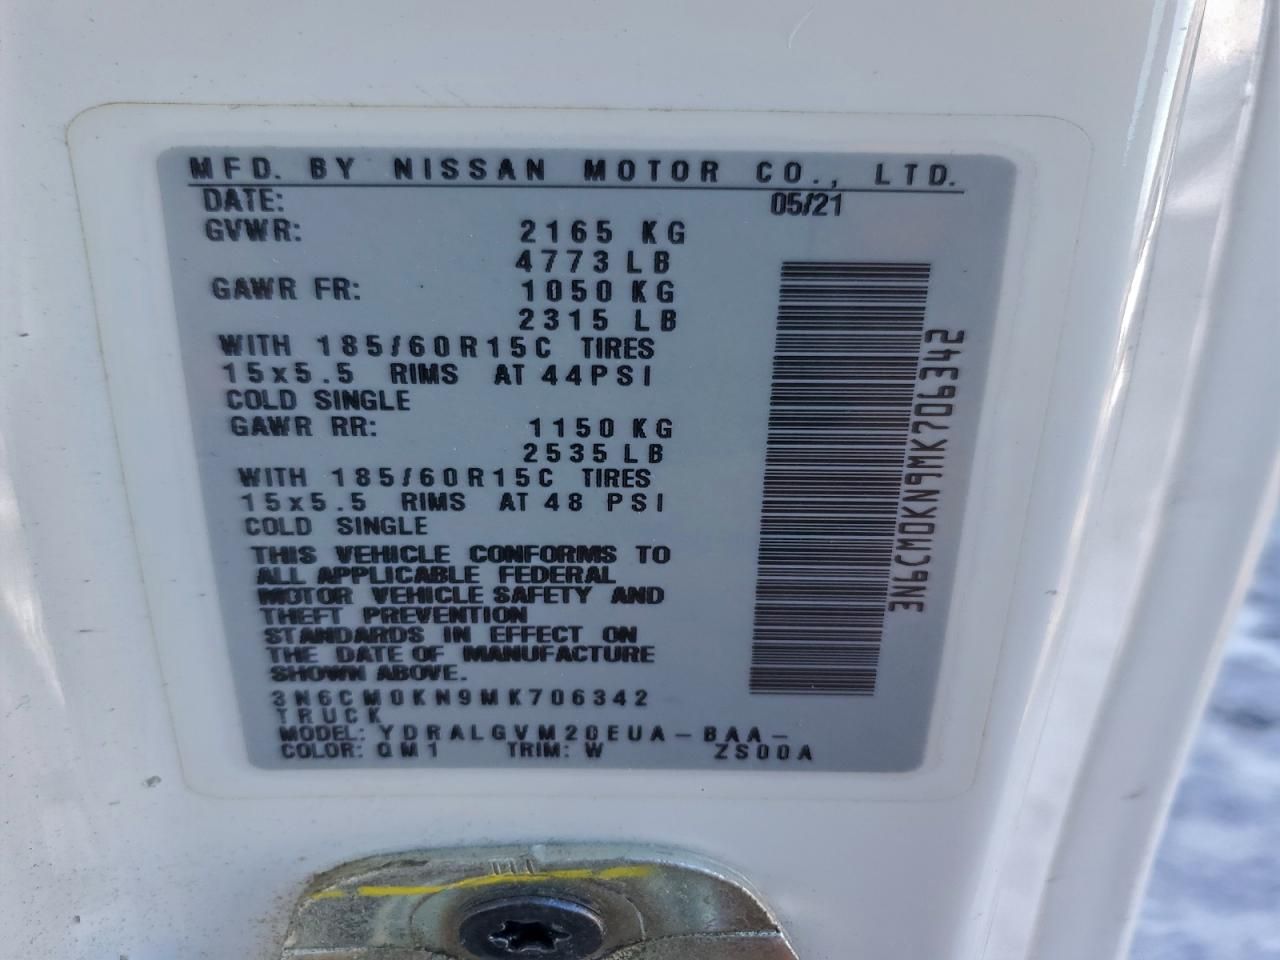 MFD. BY NISSAN MOTOR CO., LTD.
DATE: 05/21
GVWR: 2165 KG
4773 LB
GAWR FR: 1050 KG
2315 LB
WITH 185/60R15C TIRES
15x5.5 RIMS AT 44PSI
COLD SINGLE
GAWR RR: 1150 KG
2535 LB
WITH 185/60R15C TIRES
15x5.5 RIMS AT 48 PSI
COLD SINGLE
THIS VEHICLE CONFORMS TO
ALL APPLICABLE FEDERAL
MOTOR VEHICLE SAFETY AND
THEFT PREVENTION
STANDARDS IN EFFECT ON
THE DATE OF MANUFACTURE
SHOWN ABOVE.
3N6CM0KN9MK706342
TRUCK
MODEL: YDRALGVM20EUA-BAA-
COLOR: QM1 TRIM: W ZS00A
3N6CM0KN9MK706342